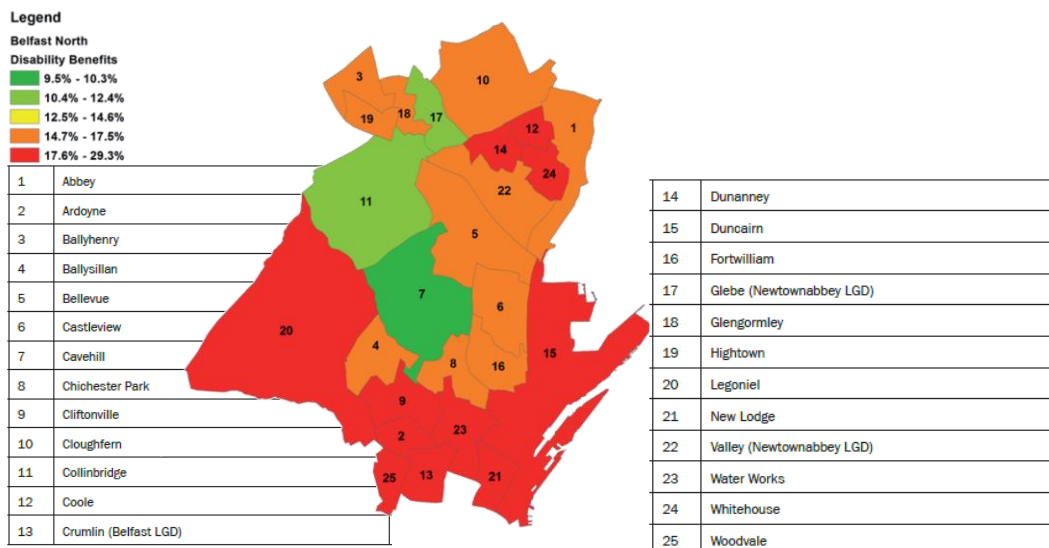 Legend
Belfast North
Disability Benefits
9.5% - 10.3%
10.4% - 12.4%
12.5% - 14.6%
14.7% - 17.5%
17.6% - 29.3%
1 Abbey
2 Ardoyne
3 Ballyhenry
4 Ballysillan
5 Bellevue
6 Castleview
7 Cavehill
8 Chichester Park
9 Cliftonville
10 Cloughfern
11 Collinbridge
12 Coole
13 Crumlin (Belfast LGD)
3
10
19
18
17
12
1
14
24
22
11
5
7
6
20
15
4
8
16
9
2
23
25
13
21
14 Dunanney
15 Duncairn
16 Fortwilliam
17 Glebe (Newtownabbey LGD)
18 Glengormley
19 Hightown
20 Legoniel
21 New Lodge
22 Valley (Newtownabbey LGD)
23 Water Works
24 Whitehouse
25 Woodvale